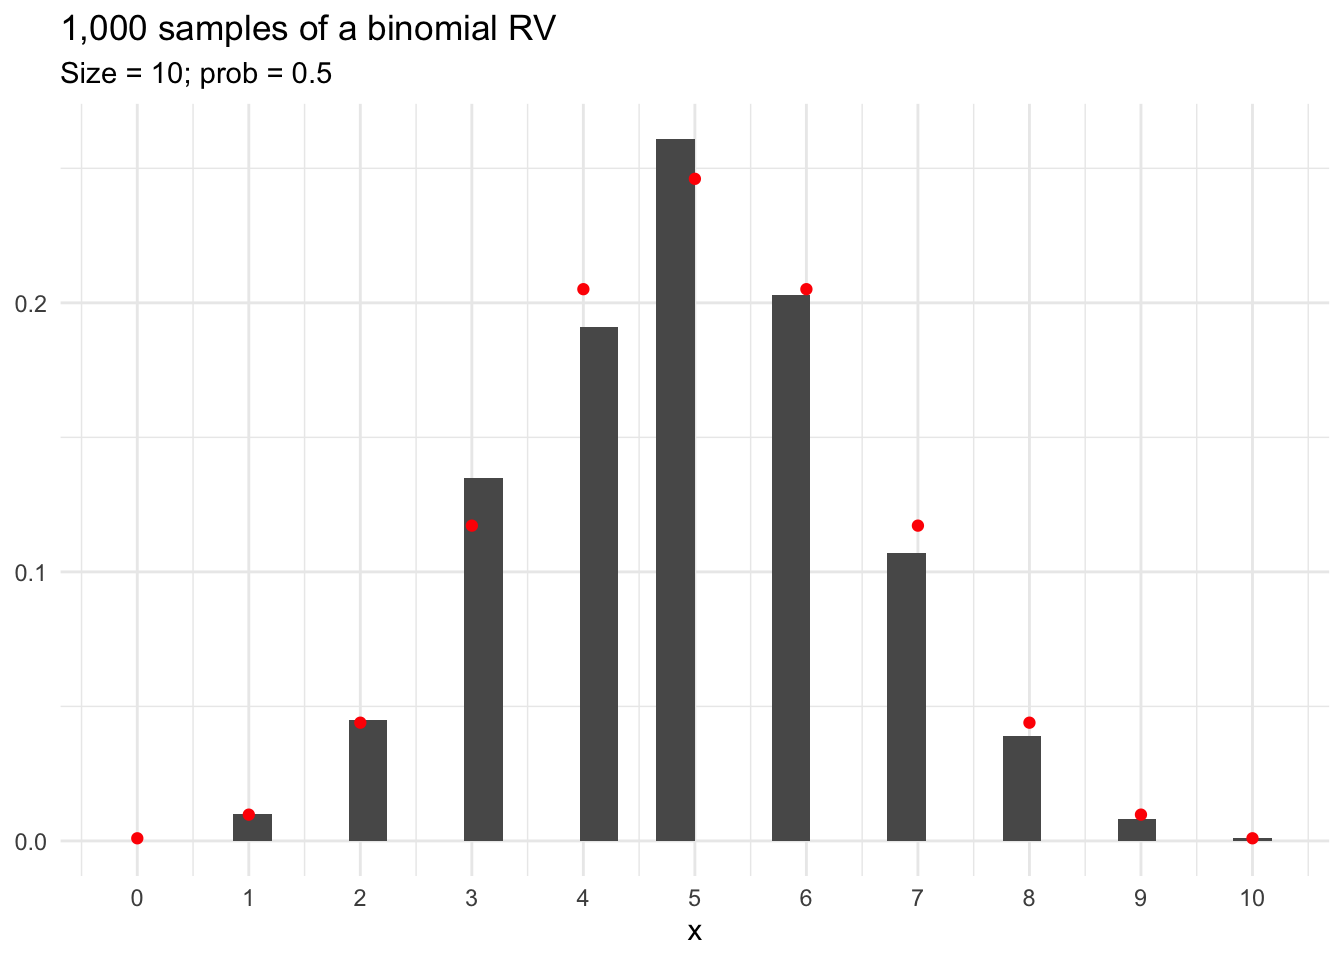 1,000 samples of a binomial RV
Size = 10; prob = 0.5
0.2
0.1
0.0
0 1 2 3 4 5 6 7 8 9 10
x